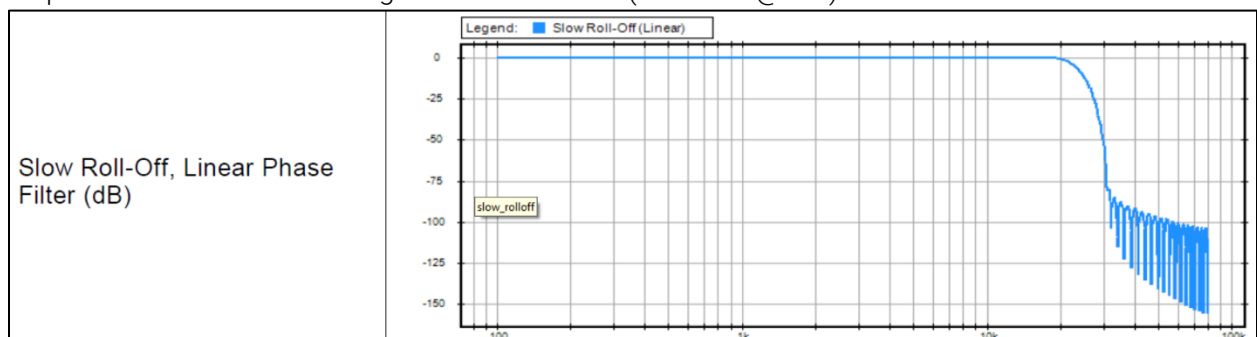 Legend: Slow Roll-Off (Linear)
0
-25
-50
-75
-100
-125
-150
100
1k
10k
100k
Slow Roll-Off, Linear Phase
Filter (dB)
slow_rolloff